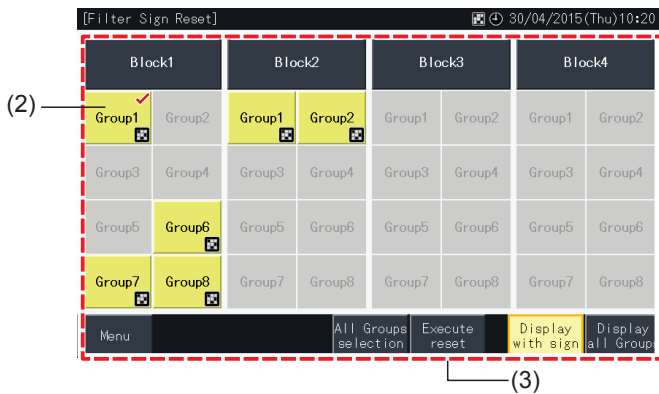 [Filter Sign Reset] 30/04/2015(Thu)10:20
Block1 Block2 Block3 Block4
(2)
Group1 Group2 Group1 Group2 Group1 Group2 Group1 Group2
Group3 Group4 Group3 Group4 Group3 Group4 Group3 Group4
Group5 Group6 Group5 Group6 Group5 Group6 Group5 Group6
Group7 Group8 Group7 Group8 Group7 Group8 Group7 Group8
Menu All Groups Execute Display Display
selection reset with sign all Group
(3)